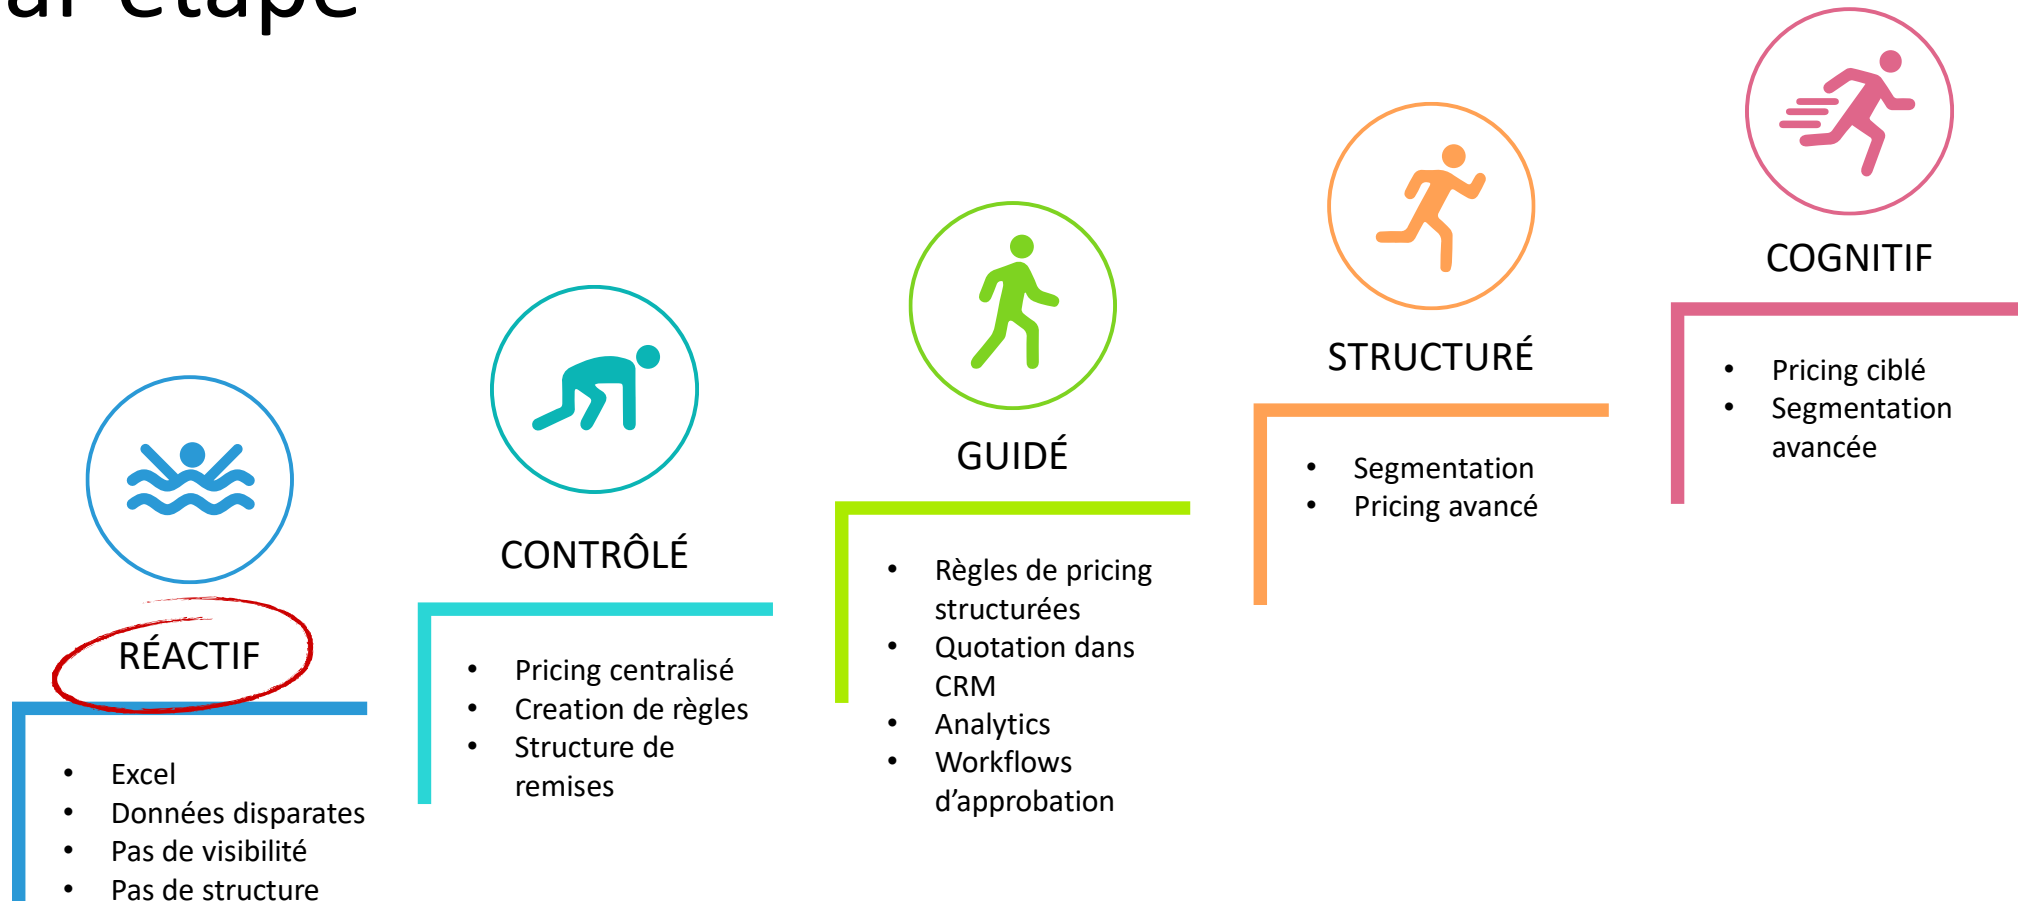 étape
RÉACTIF
• Excel
• Données disparates
• Pas de visibilité
• Pas de structure
CONTRÔLÉ
• Pricing centralisé
• Creation de règles
• Structure de
remises
GUIDÉ
• Règles de pricing
structurées
• Quotation dans
CRM
• Analytics
• Workflows
d’approbation
STRUCTURÉ
• Segmentation
• Pricing avancé
COGNITIF
• Pricing ciblé
• Segmentation
avancée